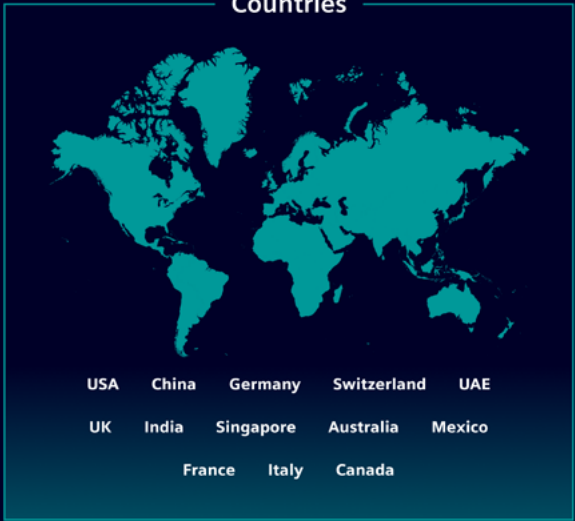 Countries
USA China Germany Switzerland UAE
UK India Singapore Australia Mexico
France Italy Canada